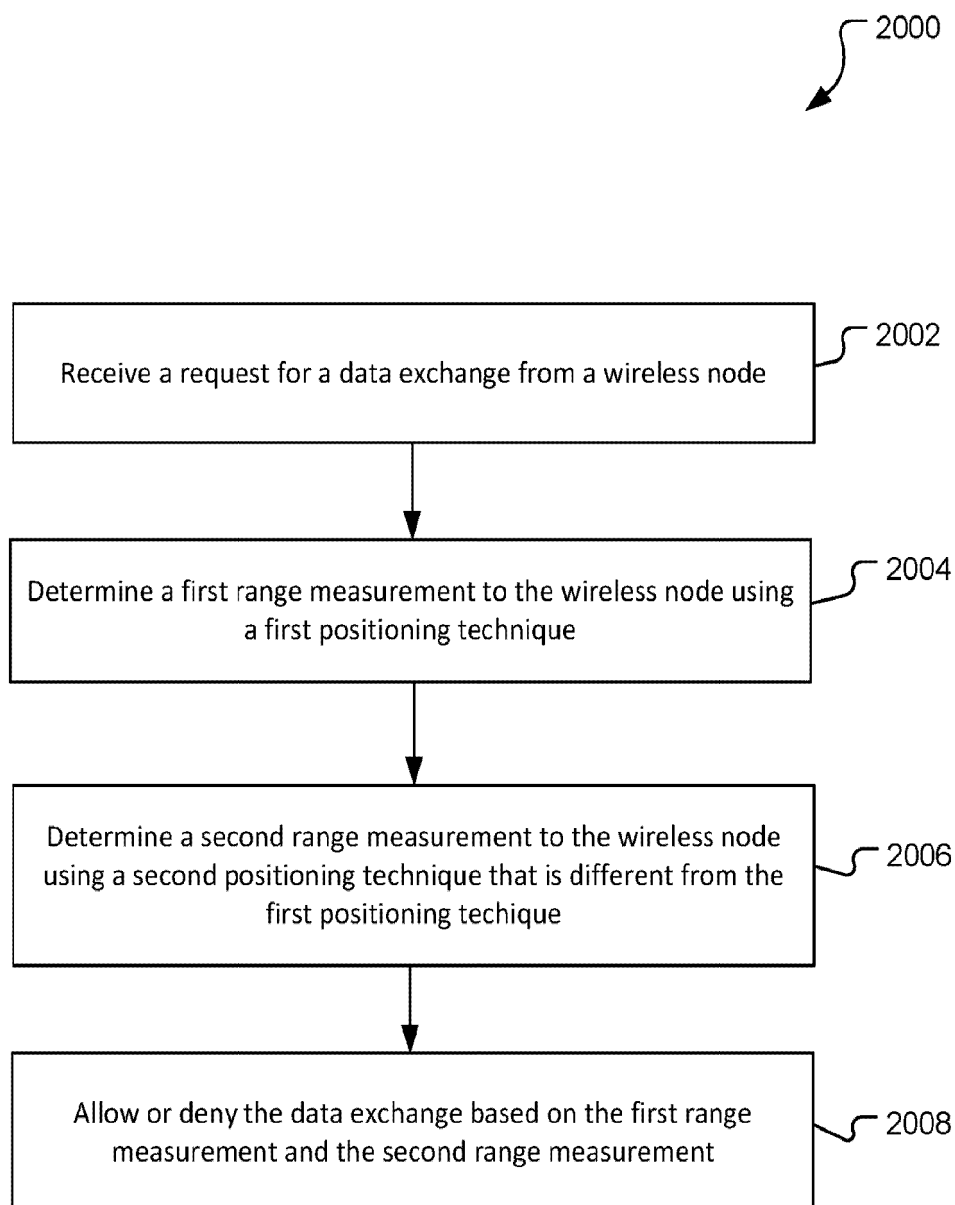 2000
Receive a request for a data exchange from a wireless node
2002
Determine a first range measurement to the wireless node using
a first positioning technique
2004
Determine a second range measurement to the wireless node
using a second positioning technique that is different from the
first positioning techique
2006
Allow or deny the data exchange based on the first range
measurement and the second range measurement
2008